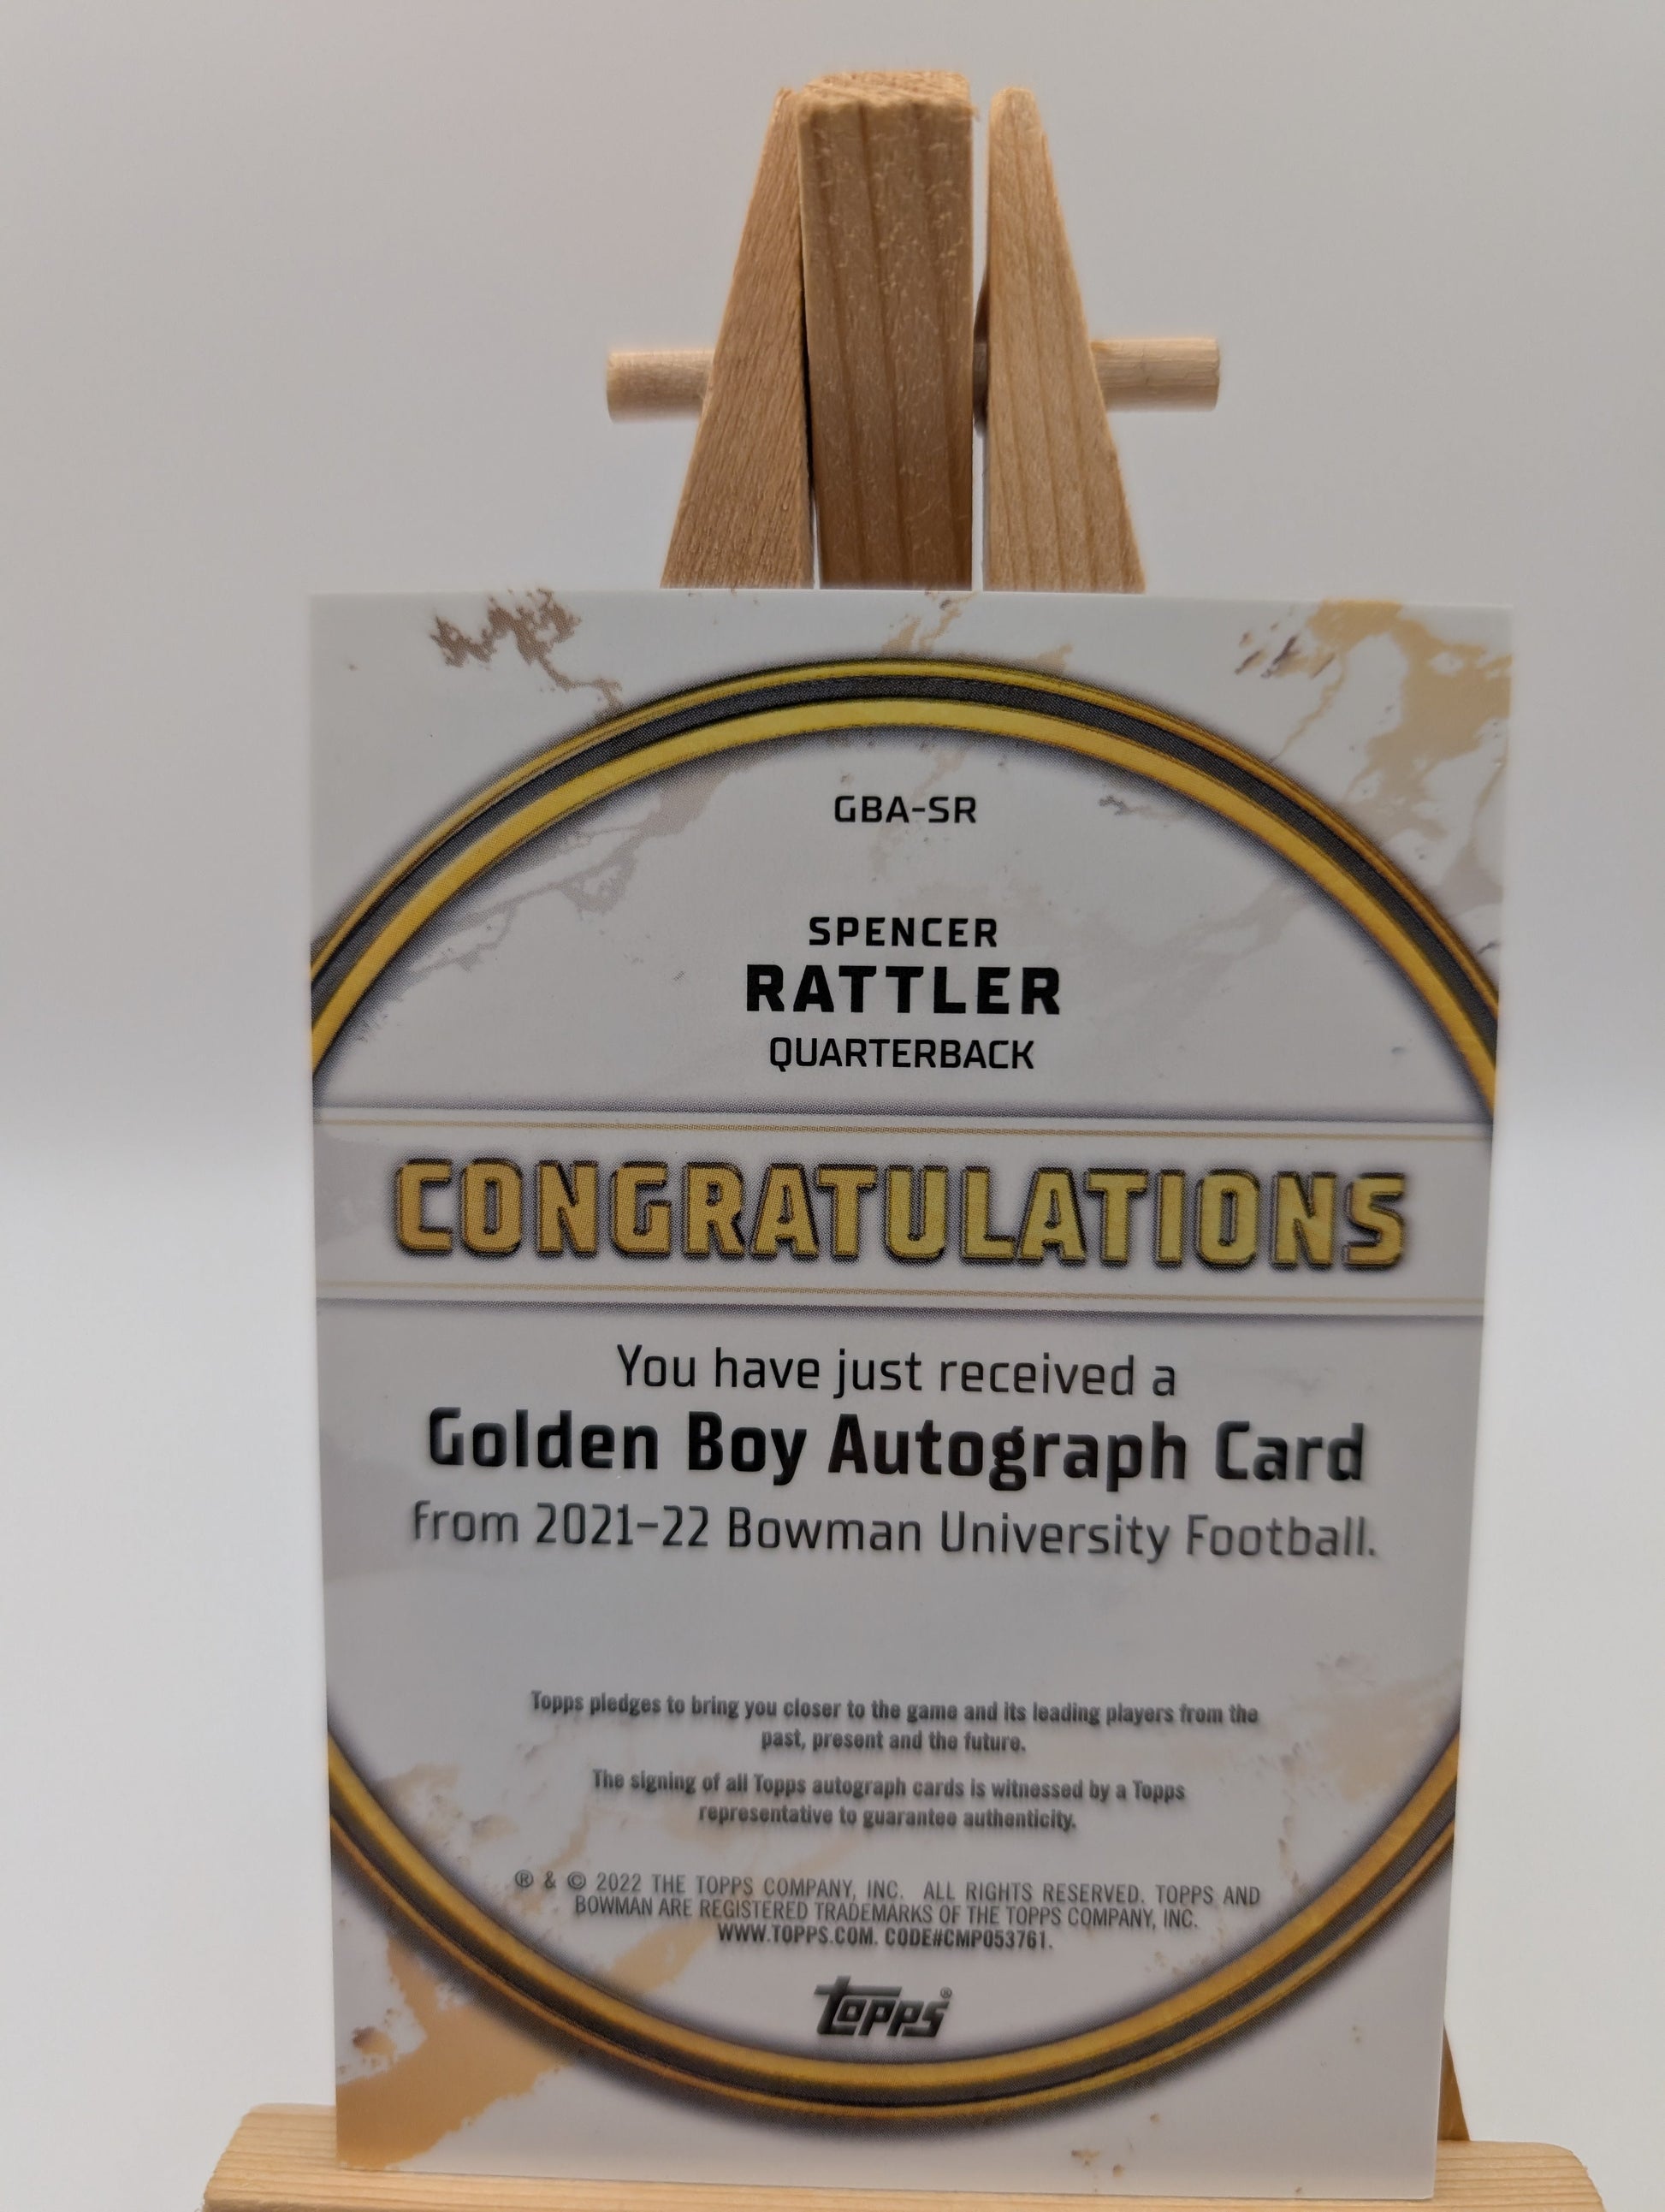 GBA-SR
SPENCER
RATTLER
QUARTERBACK
CONGRATULATIONS
You have just received a
Golden Boy Autograph Card
from 2021-22 Bowman University Football.
Topps pledges to bring you closer to the game and its leading players from the
past, present and the future.
The signing of all Topps autograph cards is witnessed by a Topps
representative to guarantee authenticity.
® & © 2022 THE TOPPS COMPANY, INC. ALL RIGHTS RESERVED. TOPPS AND
BOWMAN ARE REGISTERED TRADEMARKS OF THE TOPPS COMPANY, INC.
WWW.TOPPS.COM. CODE#CMP053761.
topps®